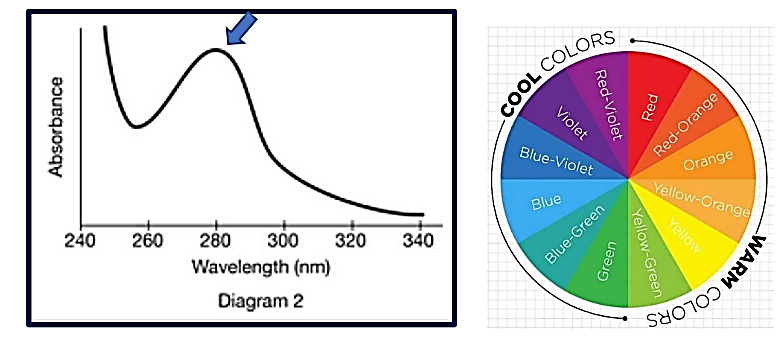 Absorbance
240 260 280 300 320 340
Wavelength (nm)
Diagram 2
COOL COLORS
Red-Violet
Red
Red-Orange
Violet
Orange
Blue-Violet
Yellow-Orange
Blue
Yellow
Blue-Green
Green
Yellow-Green
WARM COLORS